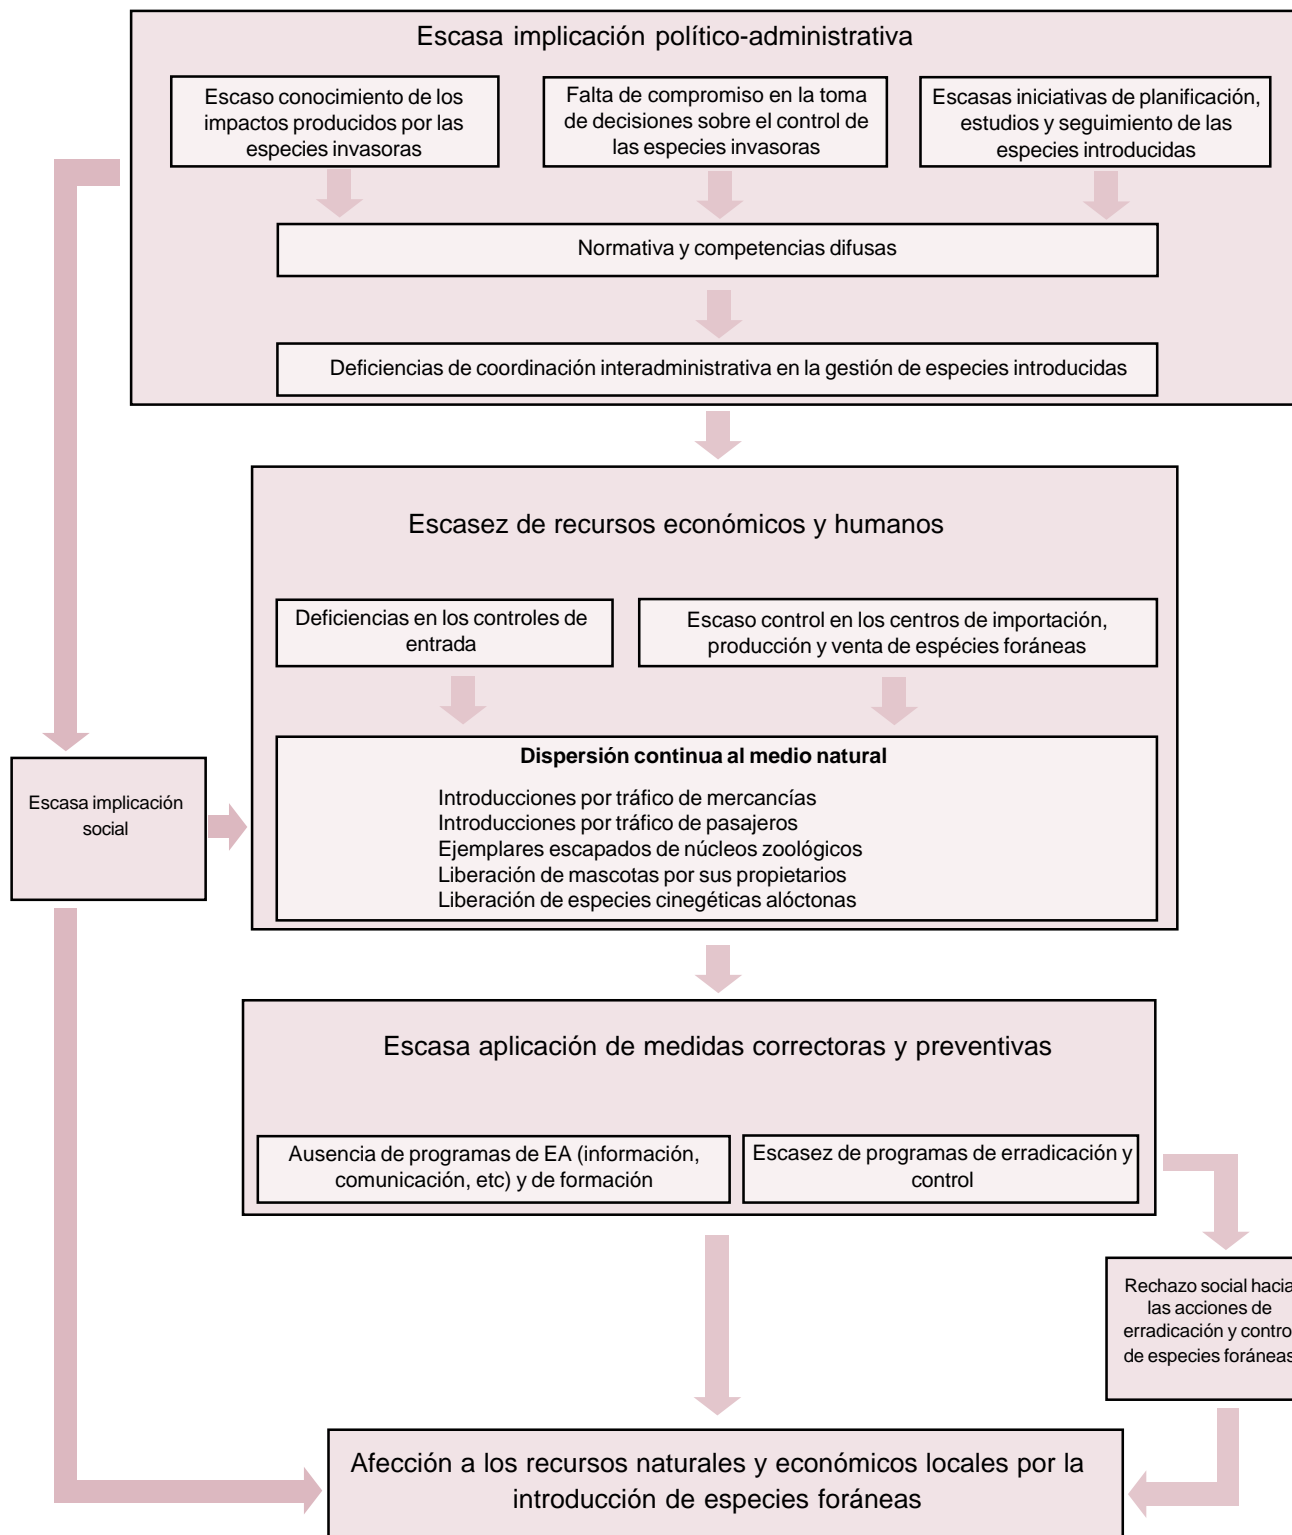 Escasa implicación político-administrativa
Escaso conocimiento de los
impactos producidos por las
especies invasoras
Falta de compromiso en la toma
de decisiones sobre el control de
las especies invasoras
Escasas iniciativas de planificación,
estudios y seguimiento de las
especies introducidas
Normativa y competencias difusas
Deficiencias de coordinación interadministrativa en la gestión de especies introducidas
Escasez de recursos económicos y humanos
Deficiencias en los controles de
entrada
Escaso control en los centros de importación,
producción y venta de espécies foráneas
Dispersión continua al medio natural
Introducciones por tráfico de mercancías
Introducciones por tráfico de pasajeros
Ejemplares escapados de núcleos zoológicos
Liberación de mascotas por sus propietarios
Liberación de especies cinegéticas alóctonas
Escasa implicación
social
Escasa aplicación de medidas correctoras y preventivas
Ausencia de programas de EA (información,
comunicación, etc) y de formación
Escasez de programas de erradicación y
control
Rechazo social hacia
las acciones de
erradicación y contro
de especies foráneas
Afección a los recursos naturales y económicos locales por la
introducción de especies foráneas